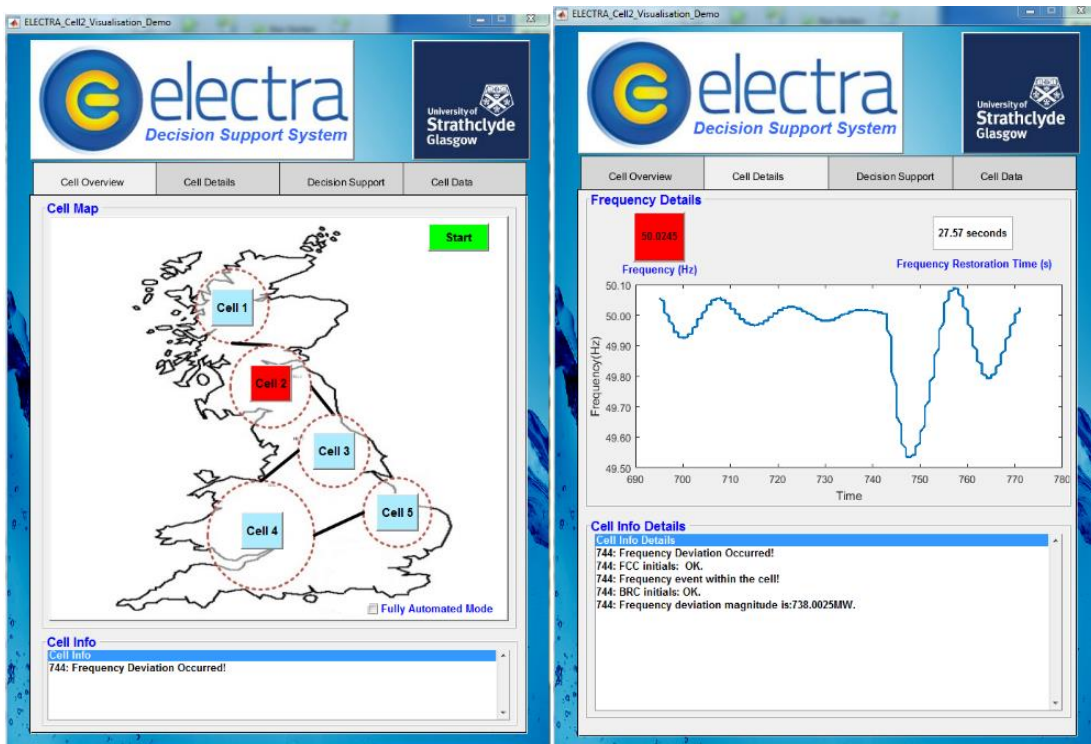 ELECTRA_Cell2_Visualisation_Demo
electra
Decision Support System
University of
Strathclyde
Glasgow
Cell Overview
Cell Details
Decision Support
Cell Data
Cell Map
Start
Cell 1
Cell 2
Cell 3
Cell 5
Cell 4
Fully Automated Mode
Cell Info
Cell Info
744: Frequency Deviation Occurred!
ELECTRA_Cell2_Visualisation_Demo
electra
Decision Support System
University of
Strathclyde
Glasgow
Cell Overview
Cell Details
Decision Support
Cell Data
Frequency Details
50.0245
27.57 seconds
Frequency (Hz)
Frequency Restoration Time (s)
50.10
50.00
49.90
49.80
49.70
49.60
49.50
Frequency(Hz)
690 700 710 720 730 740 750 760 770 780
Time
Cell Info Details
Cell Info Details
744: Frequency Deviation Occurred!
744: FCC initials: OK.
744: Frequency event within the cell!
744: BRC initials: OK.
744: Frequency deviation magnitude is:738.0025MW.